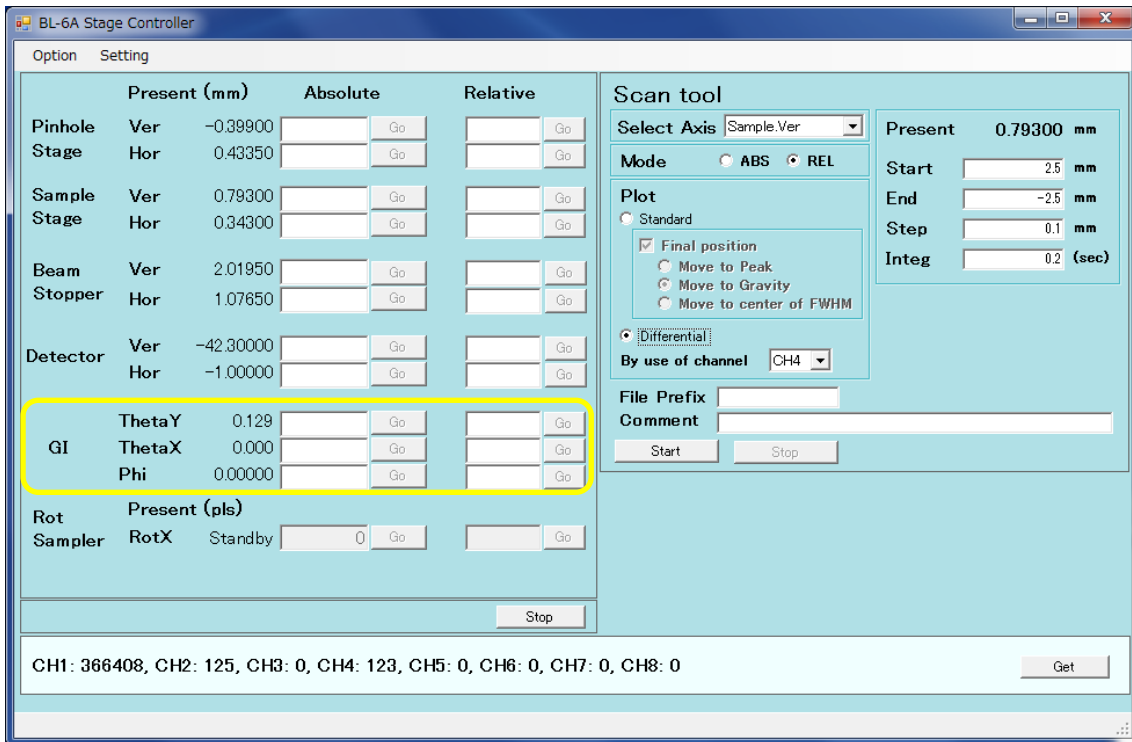 BL-6A Stage Controller
Option Setting
Present (mm) Absolute Relative
Pinhole Stage
Ver -0.39900 Go Go
Hor 0.43350 Go Go
Sample Stage
Ver 0.79300 Go Go
Hor 0.34300 Go Go
Beam Stopper
Ver 2.01950 Go Go
Hor 1.07650 Go Go
Detector
Ver -42.30000 Go Go
Hor -1.00000 Go Go
GI
ThetaY 0.129 Go Go
ThetaX 0.000 Go Go
Phi 0.00000 Go Go
Rot Sampler
Present (pls)
RotX Standby 0 Go Go
Stop
Scan tool
Select Axis Sample.Ver
Mode ABS REL
Plot
Standard
Final position
Move to Peak
Move to Gravity
Move to center of FWHM
Differential
By use of channel CH4
Present 0.79300 mm
Start 2.5 mm
End -2.5 mm
Step 0.1 mm
Integ 0.2 (sec)
File Prefix
Comment
Start Stop
CH1: 366408, CH2: 125, CH3: 0, CH4: 123, CH5: 0, CH6: 0, CH7: 0, CH8: 0 Get